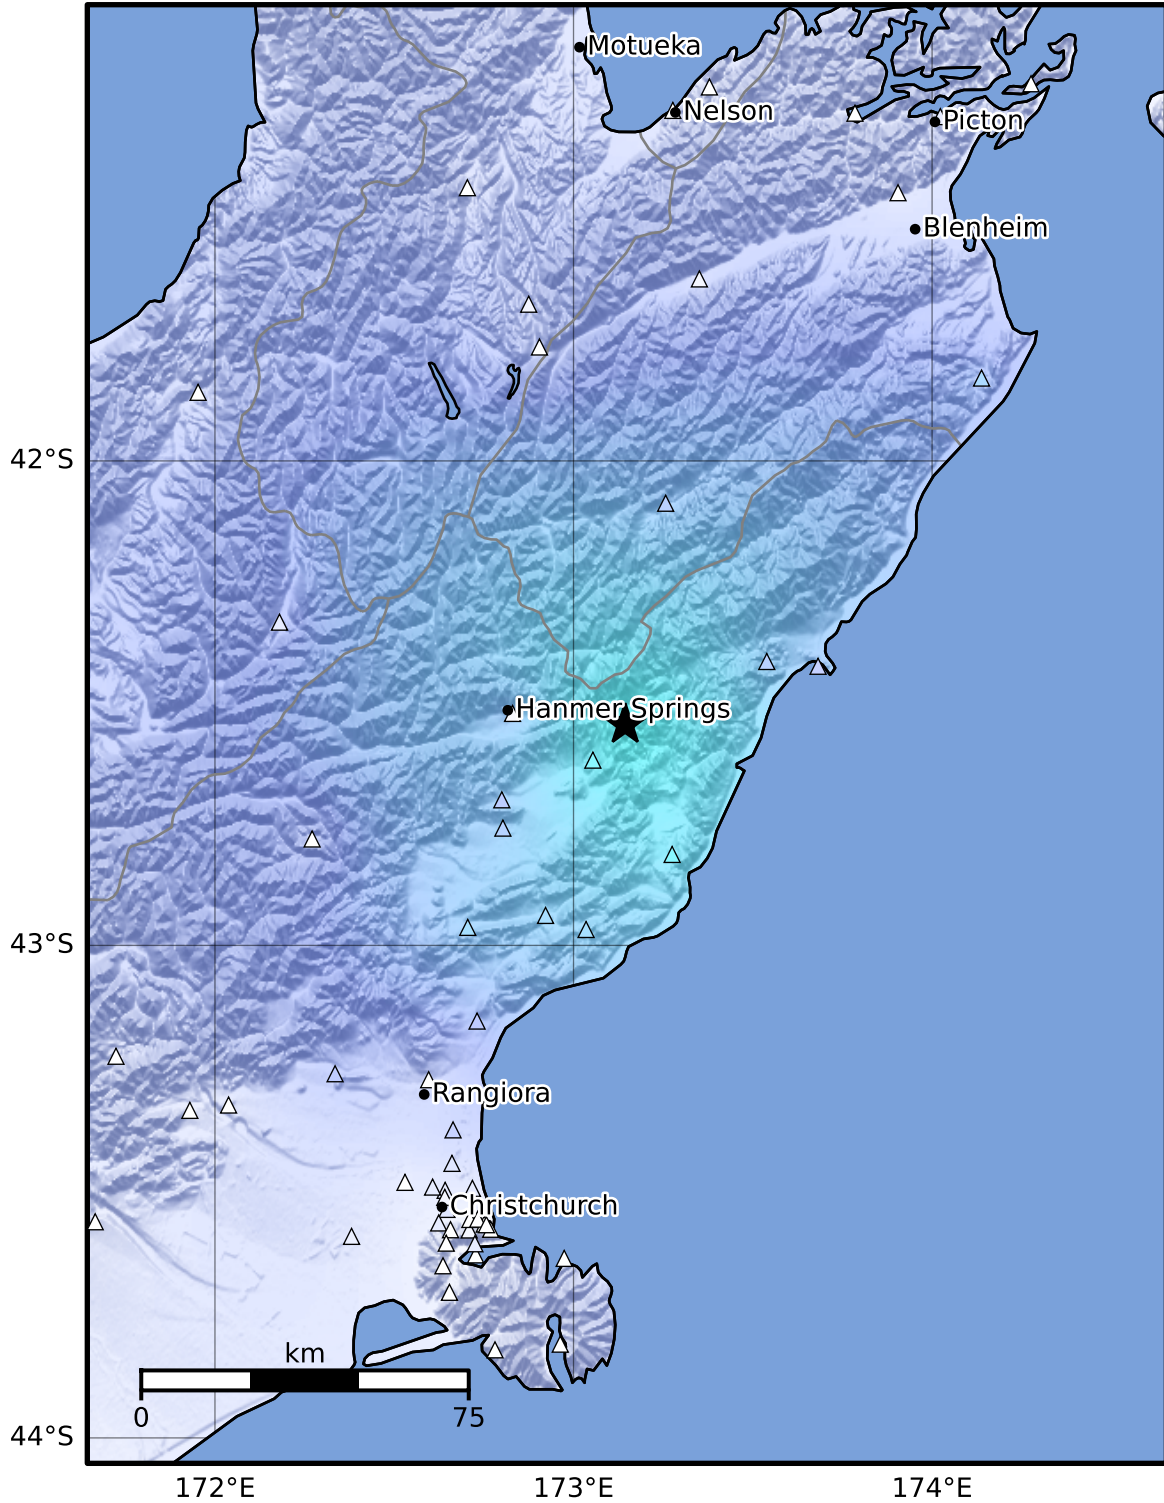 Motueka
Nelson
Picton
Blenheim
42°S
Hanmer Springs
43°S
Rangiora
Christchurch
km
0 75
44°S
172°E 173°E 174°E